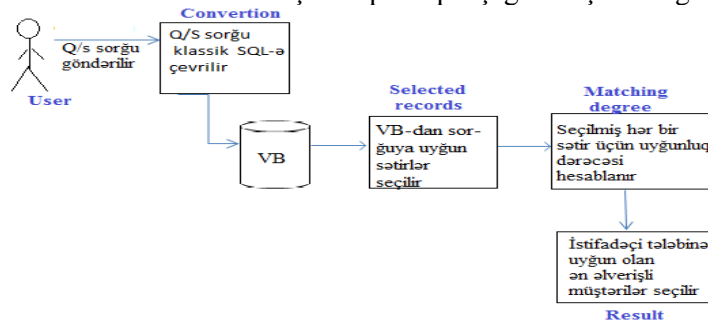 Convertion
Q/s sorğu
göndərilir
Q/S sorğu
klassik SQL-ə
çevrilir
User
VB
Selected
records
VB-dan sor-
ğuya uyğun
sətirlər
seçilir
Matching
degree
Seçilmiş hər bir
sətir üçün uyğunluq
dərəcəsi
hesablanır
İstifadəçi tələbinə
uyğun olan
ən əlverişli
müştərilər seçilir
Result